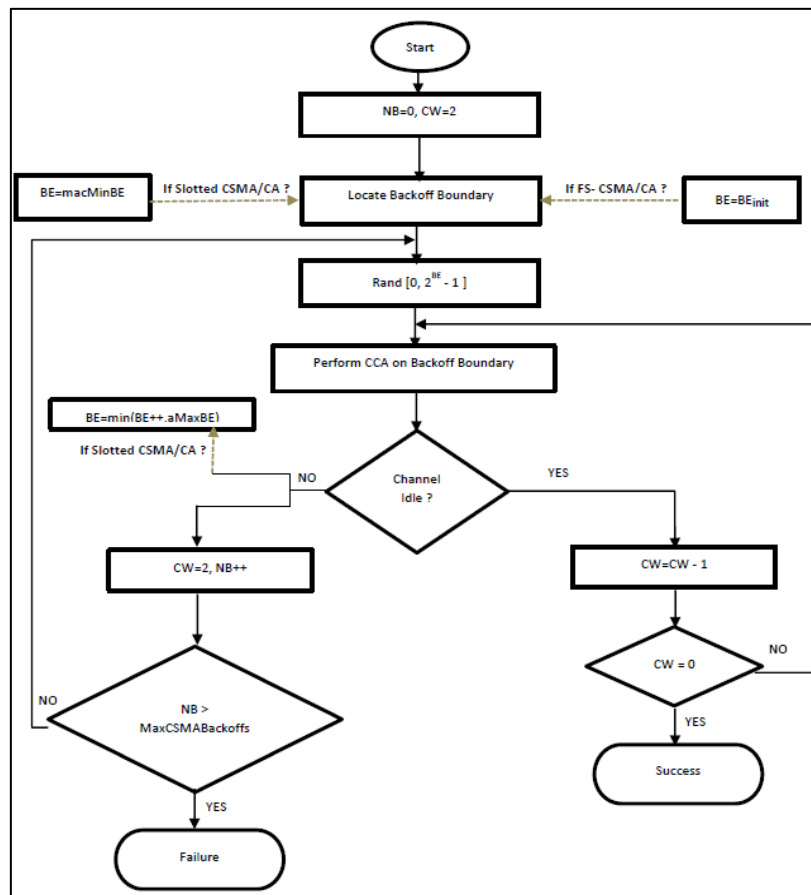 Start
NB=0, CW=2
BE=macMinBE
If Slotted CSMA/CA ?
Locate Backoff Boundary
If FS- CSMA/CA ?
BE=BEinit
Rand [0, 2^BE - 1 ]
Perform CCA on Backoff Boundary
BE=min(BE++,aMaxBE)
If Slotted CSMA/CA ?
NO
Channel
Idle ?
YES
CW=2, NB++
CW=CW - 1
NO
NB >
MaxCSMABackoffs
CW = 0
NO
YES
YES
Success
Failure